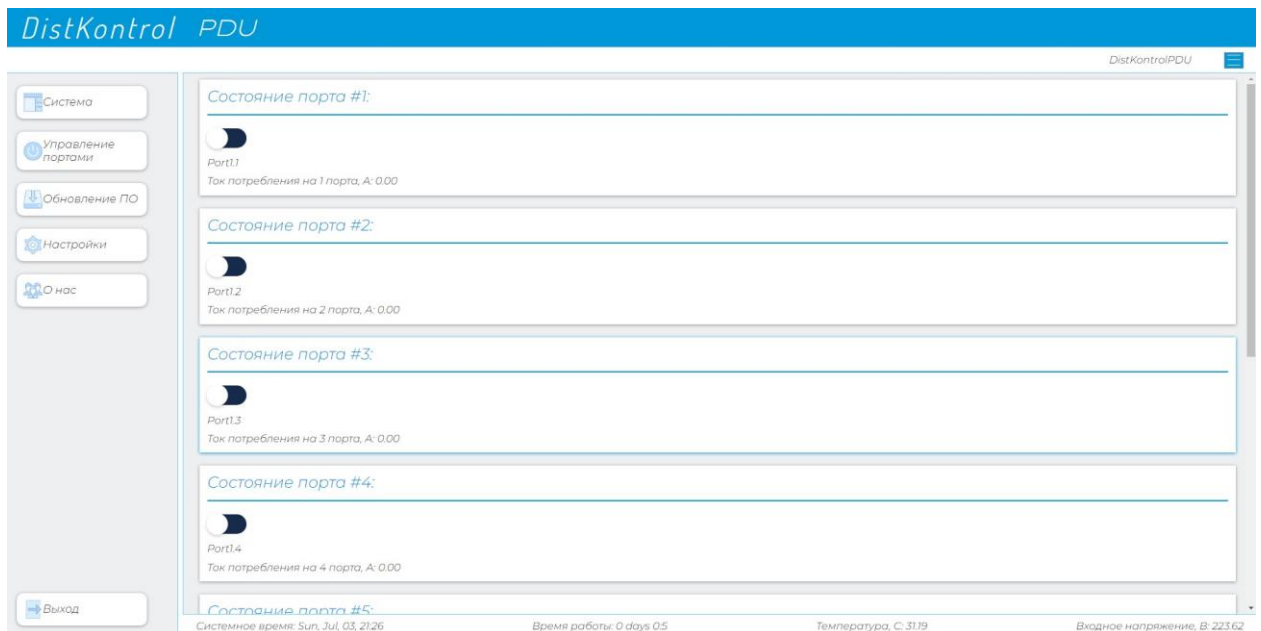 DistKontrol PDU
DistKontrolPDU
Система
Управление
портами
Обновление ПО
Настройки
О нас
Выход
Состояние порта #1:
Port1.1
Ток потребления на 1 порта, А: 0.00
Состояние порта #2:
Port1.2
Ток потребления на 2 порта, А: 0.00
Состояние порта #3:
Port1.3
Ток потребления на 3 порта, А: 0.00
Состояние порта #4:
Port1.4
Ток потребления на 4 порта, А: 0.00
Состояние порта #5:
Системное время: Sun, Jul, 03, 21:26
Время работы: 0 days 0:5
Температура, С: 31.19
Входное напряжение, В: 223.62